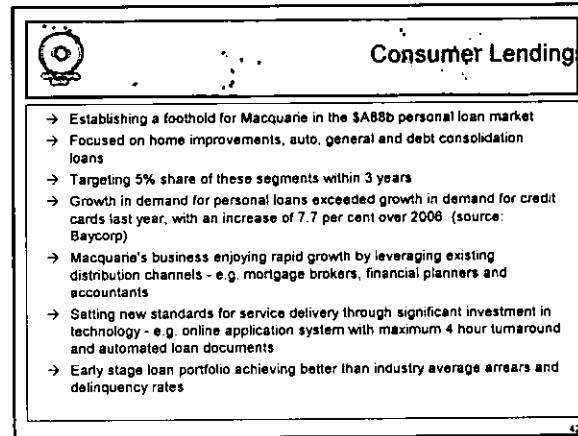 Consumer Lending
→ Establishing a foothold for Macquarie in the $A88b personal loan market
→ Focused on home improvements, auto, general and debt consolidation
loans
→ Targeting 5% share of these segments within 3 years
→ Growth in demand for personal loans exceeded growth in demand for credit
cards last year, with an increase of 7.7 per cent over 2006 (source:
Baycorp)
→ Macquarie's business enjoying rapid growth by leveraging existing
distribution channels - e.g. mortgage brokers, financial planners and
accountants
→ Setting new standards for service delivery through significant investment in
technology - e.g. online application system with maximum 4 hour turnaround
and automated loan documents
→ Early stage loan portfolio achieving better than industry average arrears and
delinquency rates